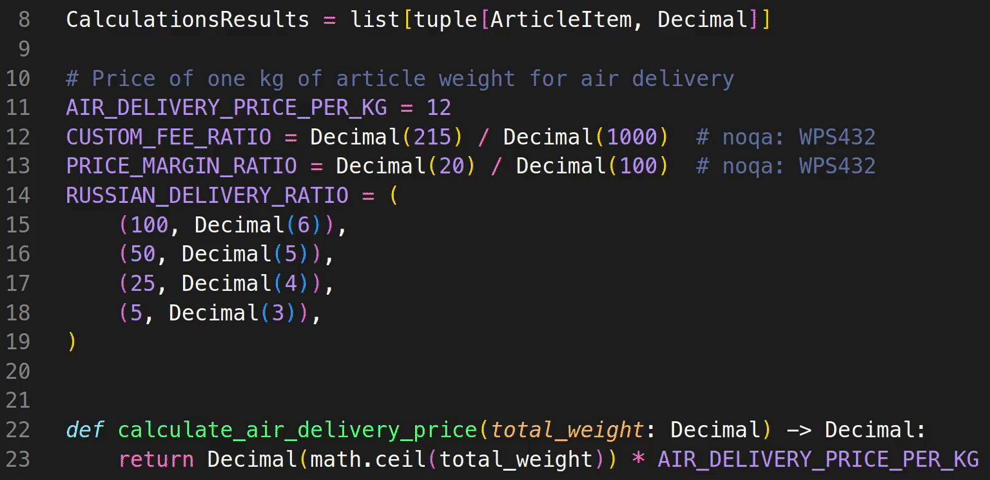 8 CalculationsResults = list[tuple[ArticleItem, Decimal]]
9
10 # Price of one kg of article weight for air delivery
11 AIR_DELIVERY_PRICE_PER_KG = 12
12 CUSTOM_FEE_RATIO = Decimal(215) / Decimal(1000)  # noqa: WPS432
13 PRICE_MARGIN_RATIO = Decimal(20) / Decimal(100)  # noqa: WPS432
14 RUSSIAN_DELIVERY_RATIO = (
15     (100, Decimal(6)),
16     (50, Decimal(5)),
17     (25, Decimal(4)),
18     (5, Decimal(3)),
19 )
20
21
22 def calculate_air_delivery_price(total_weight: Decimal) -> Decimal:
23     return Decimal(math.ceil(total_weight)) * AIR_DELIVERY_PRICE_PER_KG